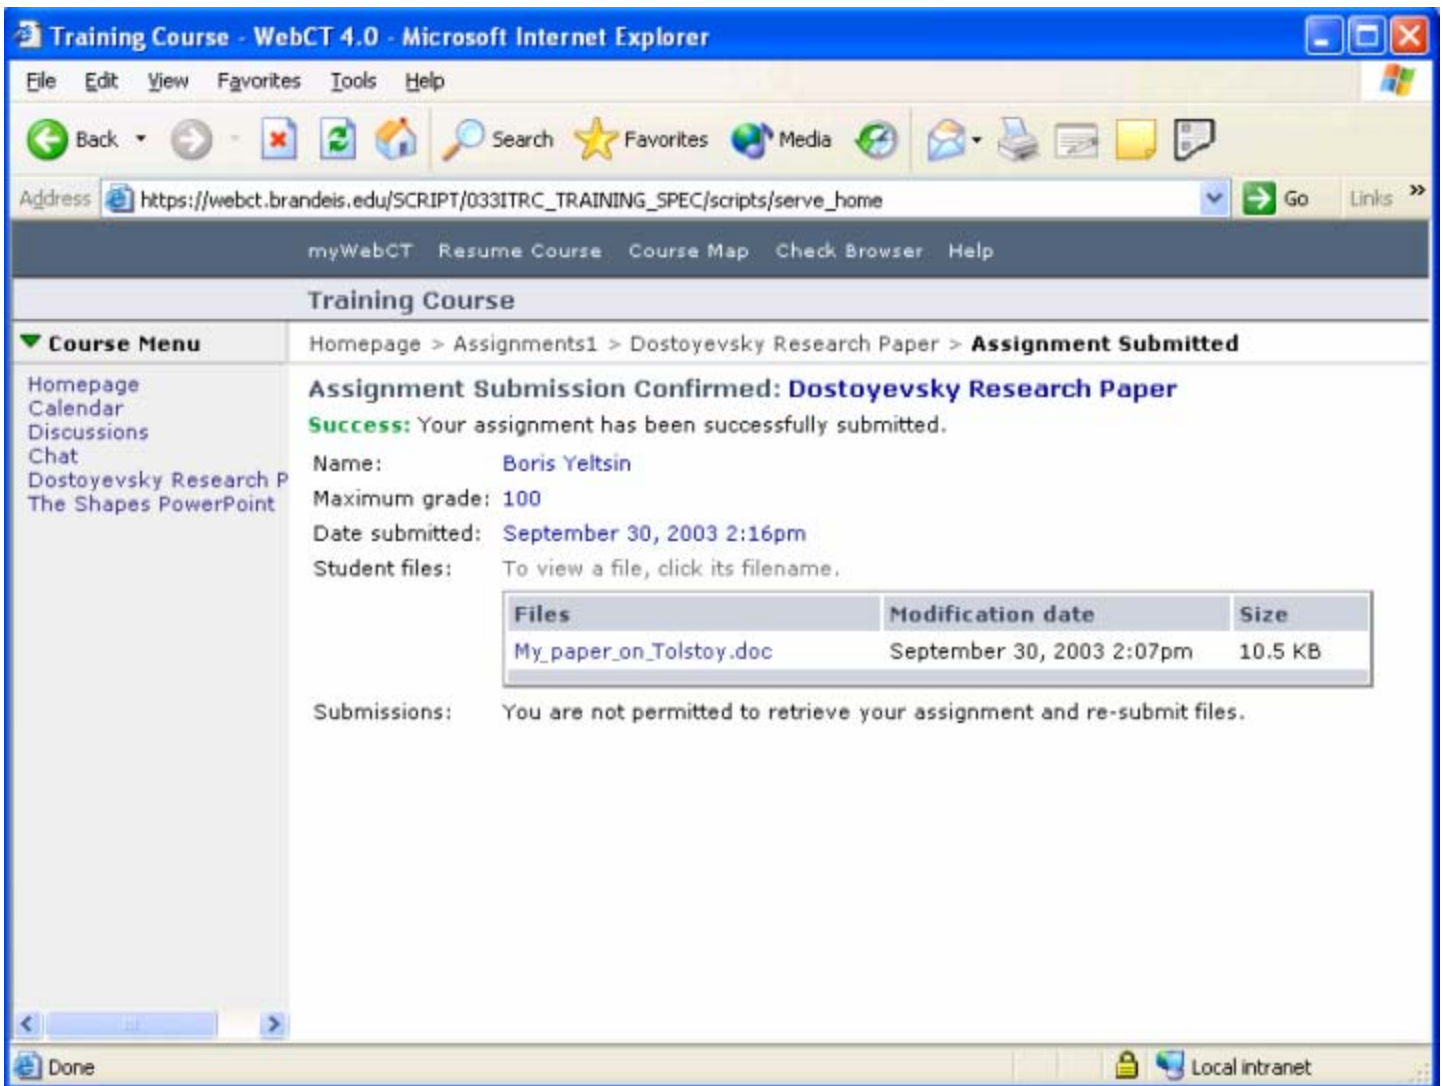 Training Course - WebCT 4.0 - Microsoft Internet Explorer
File Edit View Favorites Tools Help
Back Search Favorites Media
Address https://webct.brandeis.edu/SCRIPT/033ITRC_TRAINING_SPEC/scripts/serve_home Go Links »
myWebCT Resume Course Course Map Check Browser Help
Training Course
Course Menu
Homepage > Assignments1 > Dostoyevsky Research Paper > Assignment Submitted
Homepage
Calendar
Discussions
Chat
Dostoyevsky Research P
The Shapes PowerPoint
Assignment Submission Confirmed: Dostoyevsky Research Paper
Success: Your assignment has been successfully submitted.
Name: Boris Yeltsin
Maximum grade: 100
Date submitted: September 30, 2003 2:16pm
Student files: To view a file, click its filename.
Files Modification date Size
My_paper_on_Tolstoy.doc September 30, 2003 2:07pm 10.5 KB
Submissions: You are not permitted to retrieve your assignment and re-submit files.
Done Local intranet